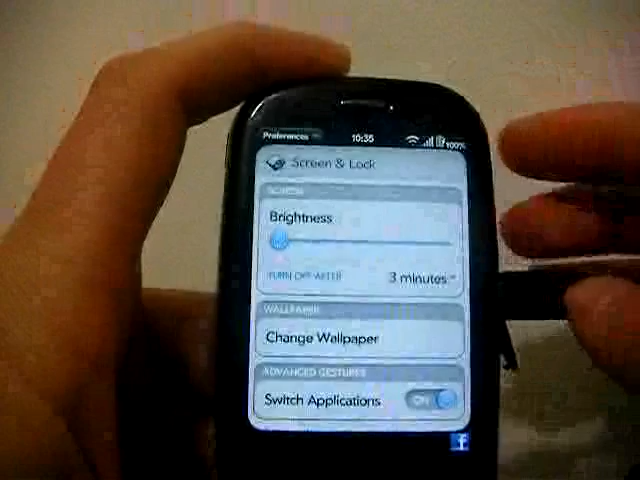 Preferences 10:35 100%
Screen & Lock
SCREEN
Brightness
TURN OFF AFTER 3 minutes
WALLPAPER
Change Wallpaper
ADVANCED GESTURES
Switch Applications ON
f